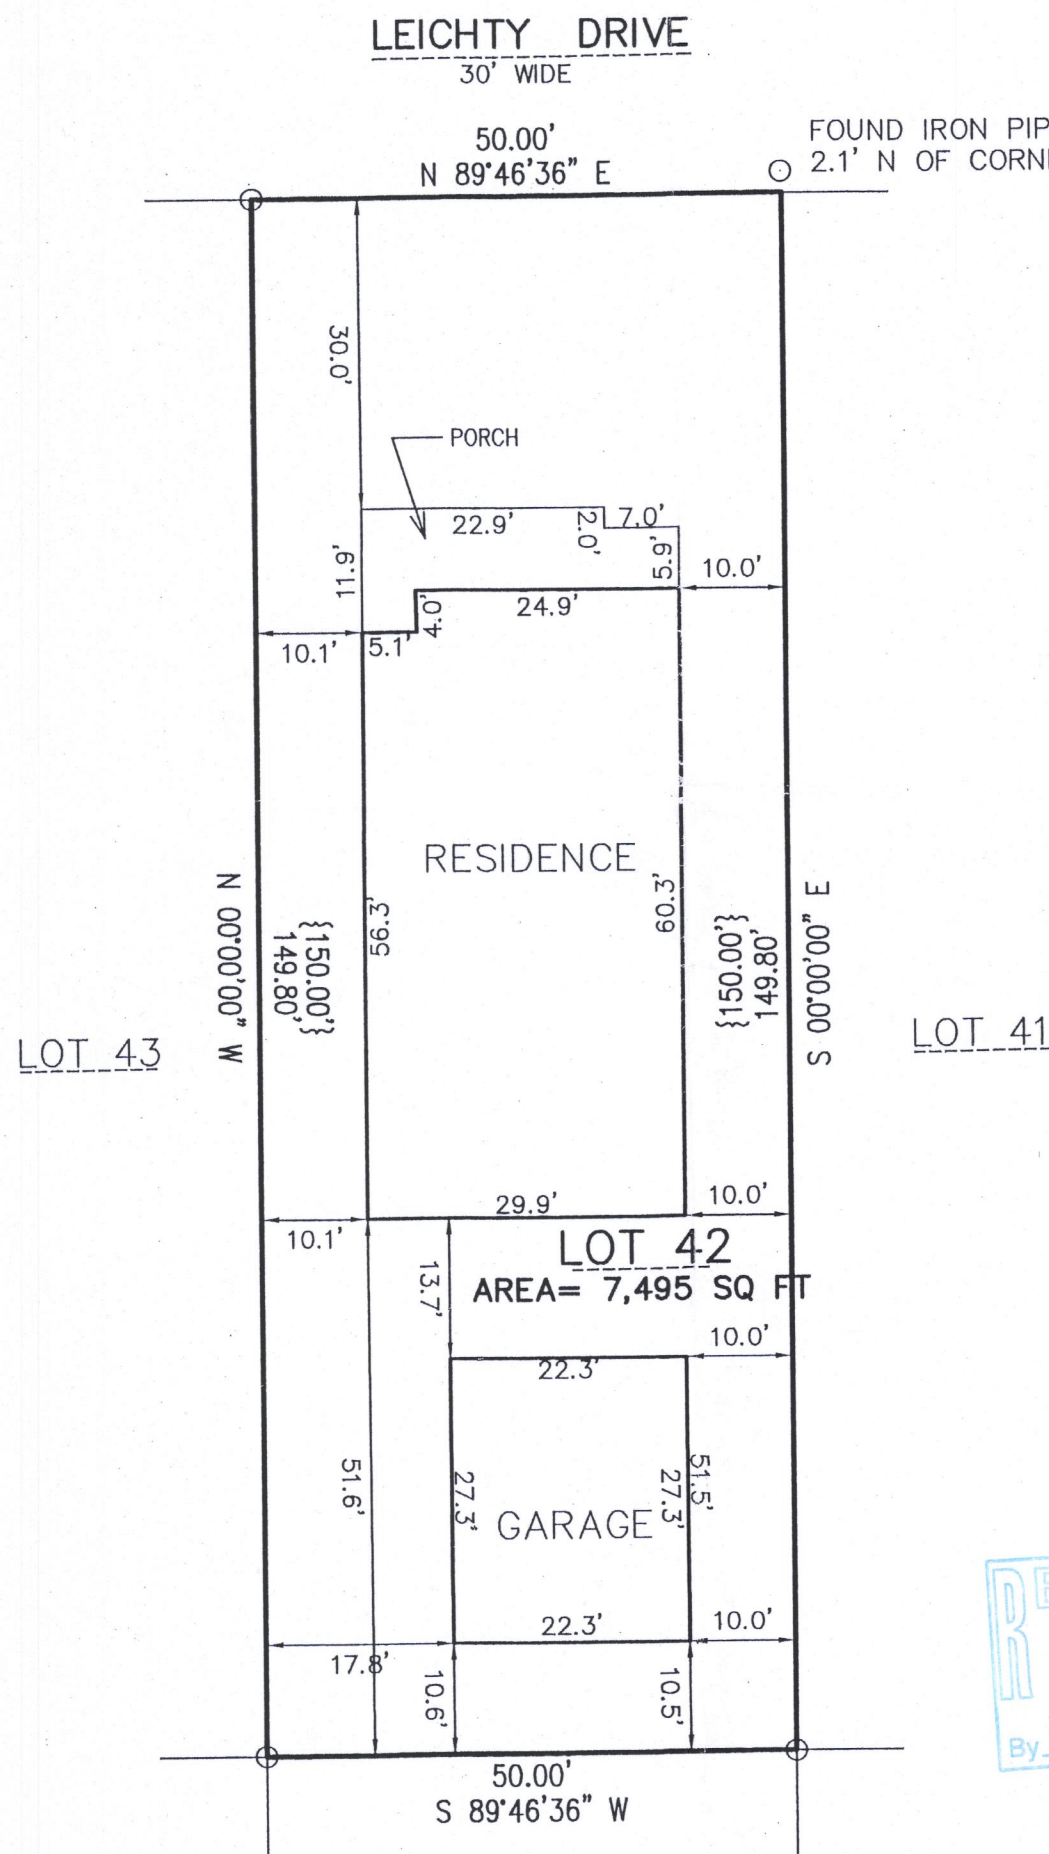 LEICHTY DRIVE
30' WIDE
50.00'
N 89°46'36" E
FOUND IRON PIP
2.1' N OF CORN
30.0'
PORCH
22.9'
2.0'
7.0'
11.9'
5.9'
10.0'
24.9'
4.0'
10.1'
5.1'
RESIDENCE
56.3'
60.3'
N 00°00'00" W
{150.00'}
149.80'
{150.00'}
149.80'
S 00°00'00" E
LOT 43
LOT 41
29.9'
10.0'
10.1'
LOT 42
13.7'
AREA= 7,495 SQ FT
10.0'
22.3'
51.6'
27.3'
27.3'
51.5'
GARAGE
22.3'
10.0'
17.8'
10.6'
10.5'
50.00'
S 89°46'36" W
R E
By